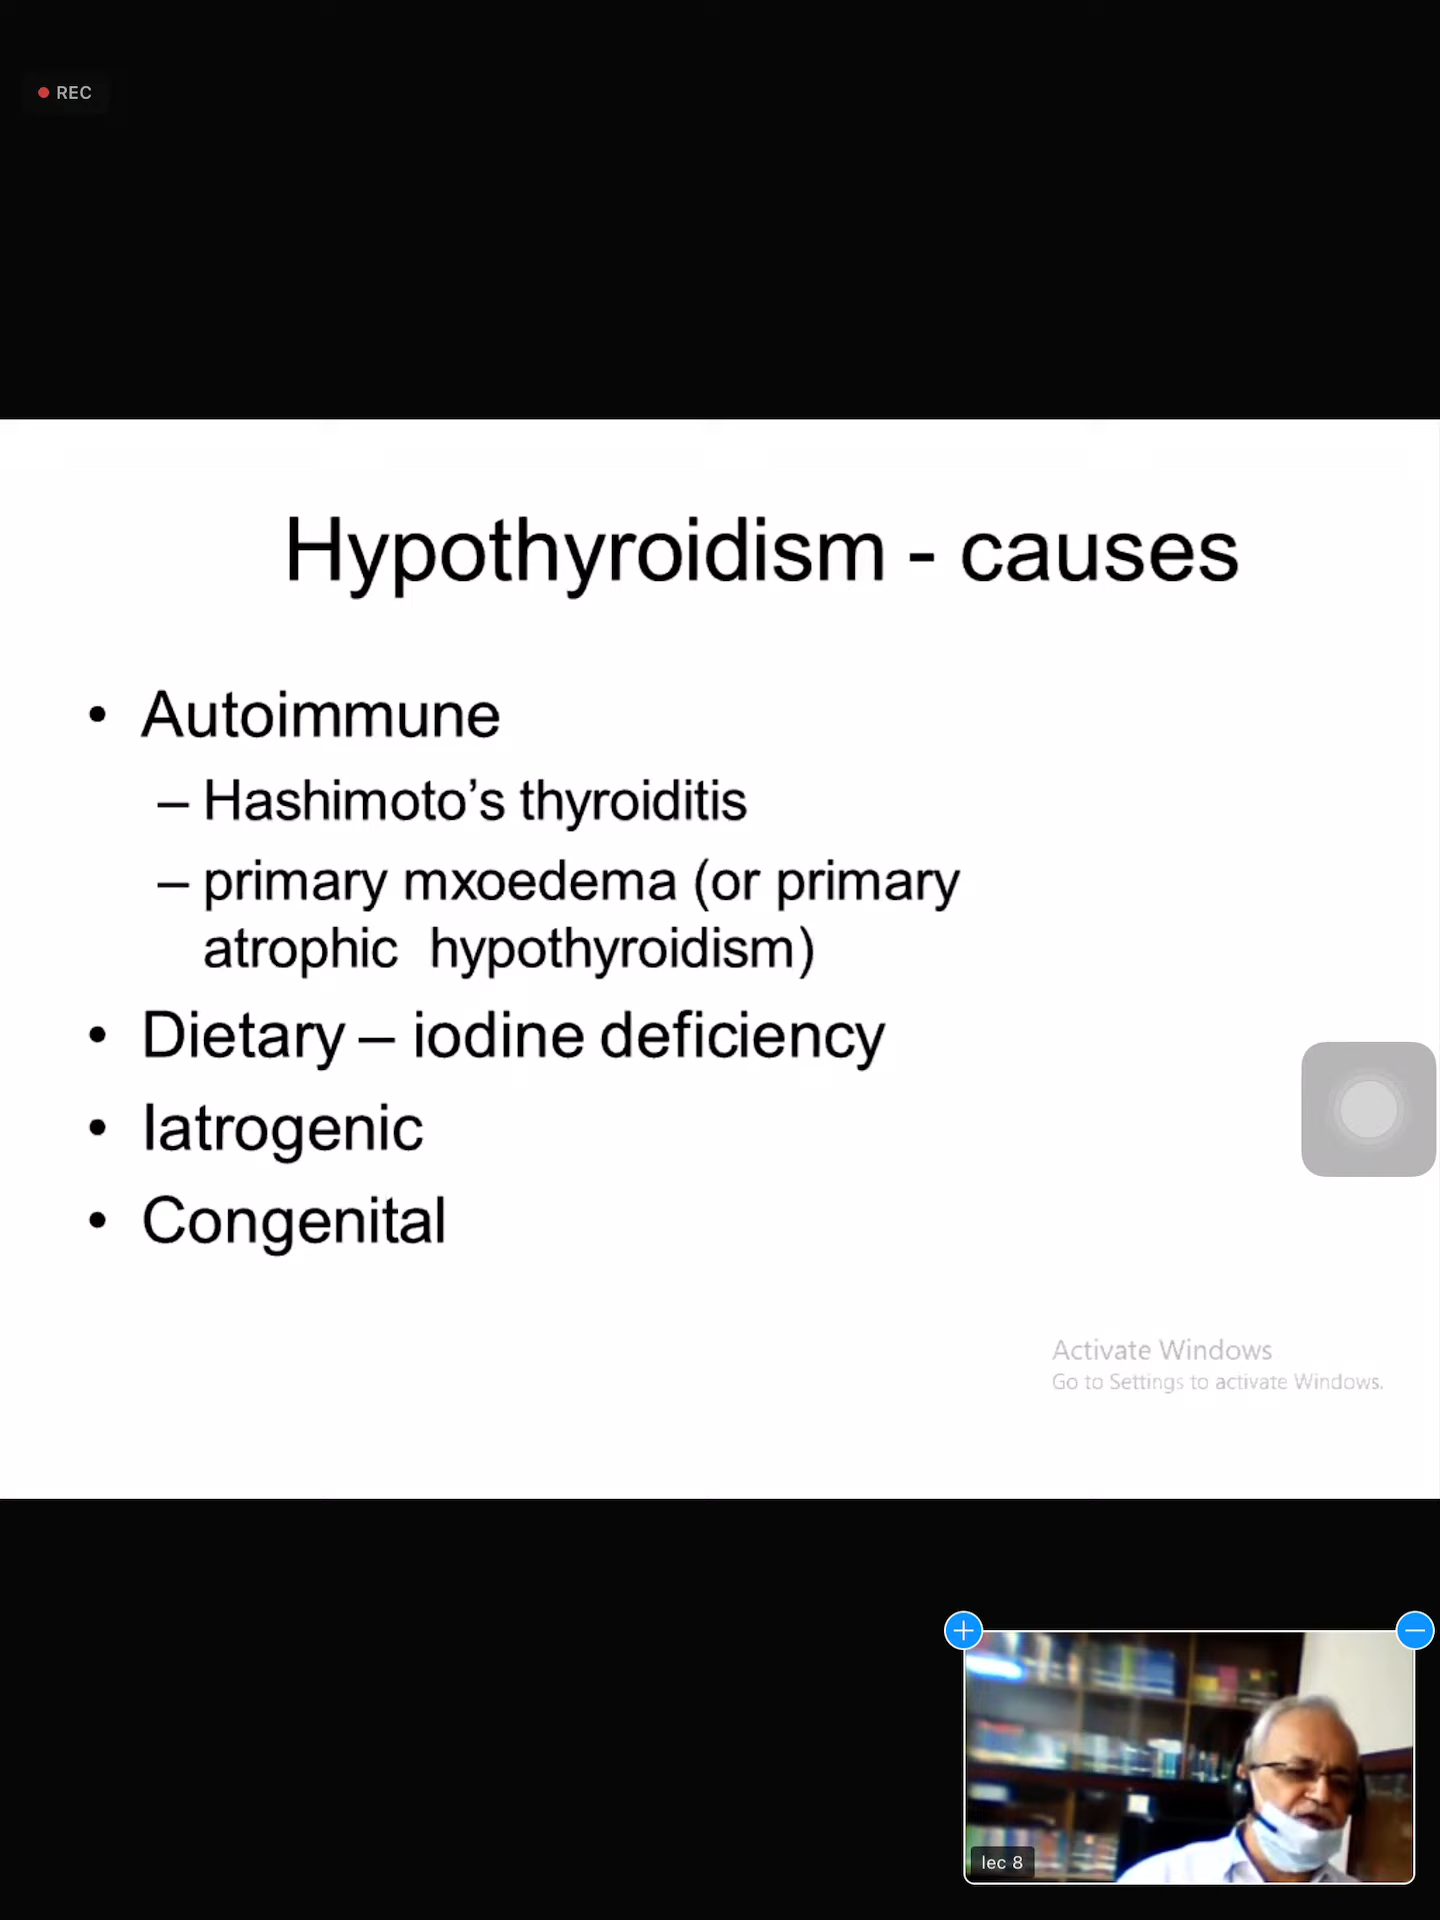 REC
Hypothyroidism - causes
• Autoimmune
– Hashimoto’s thyroiditis
– primary mxoedema (or primary
atrophic hypothyroidism)
• Dietary – iodine deficiency
• Iatrogenic
• Congenital
Activate Windows
Go to Settings to activate Windows.
lec 8